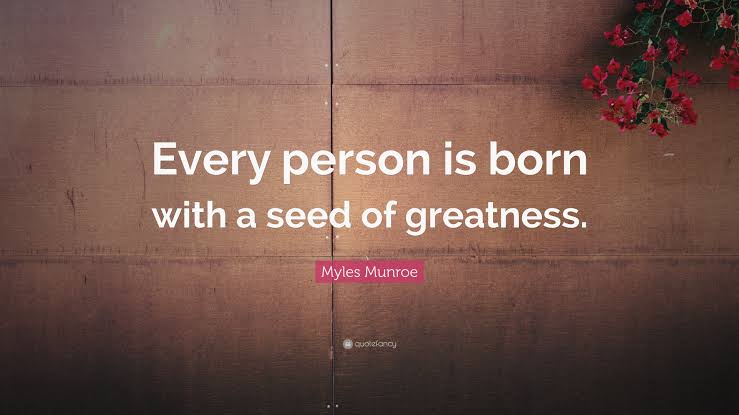 Every person is born
with a seed of greatness.
Myles Munroe
quotefancy